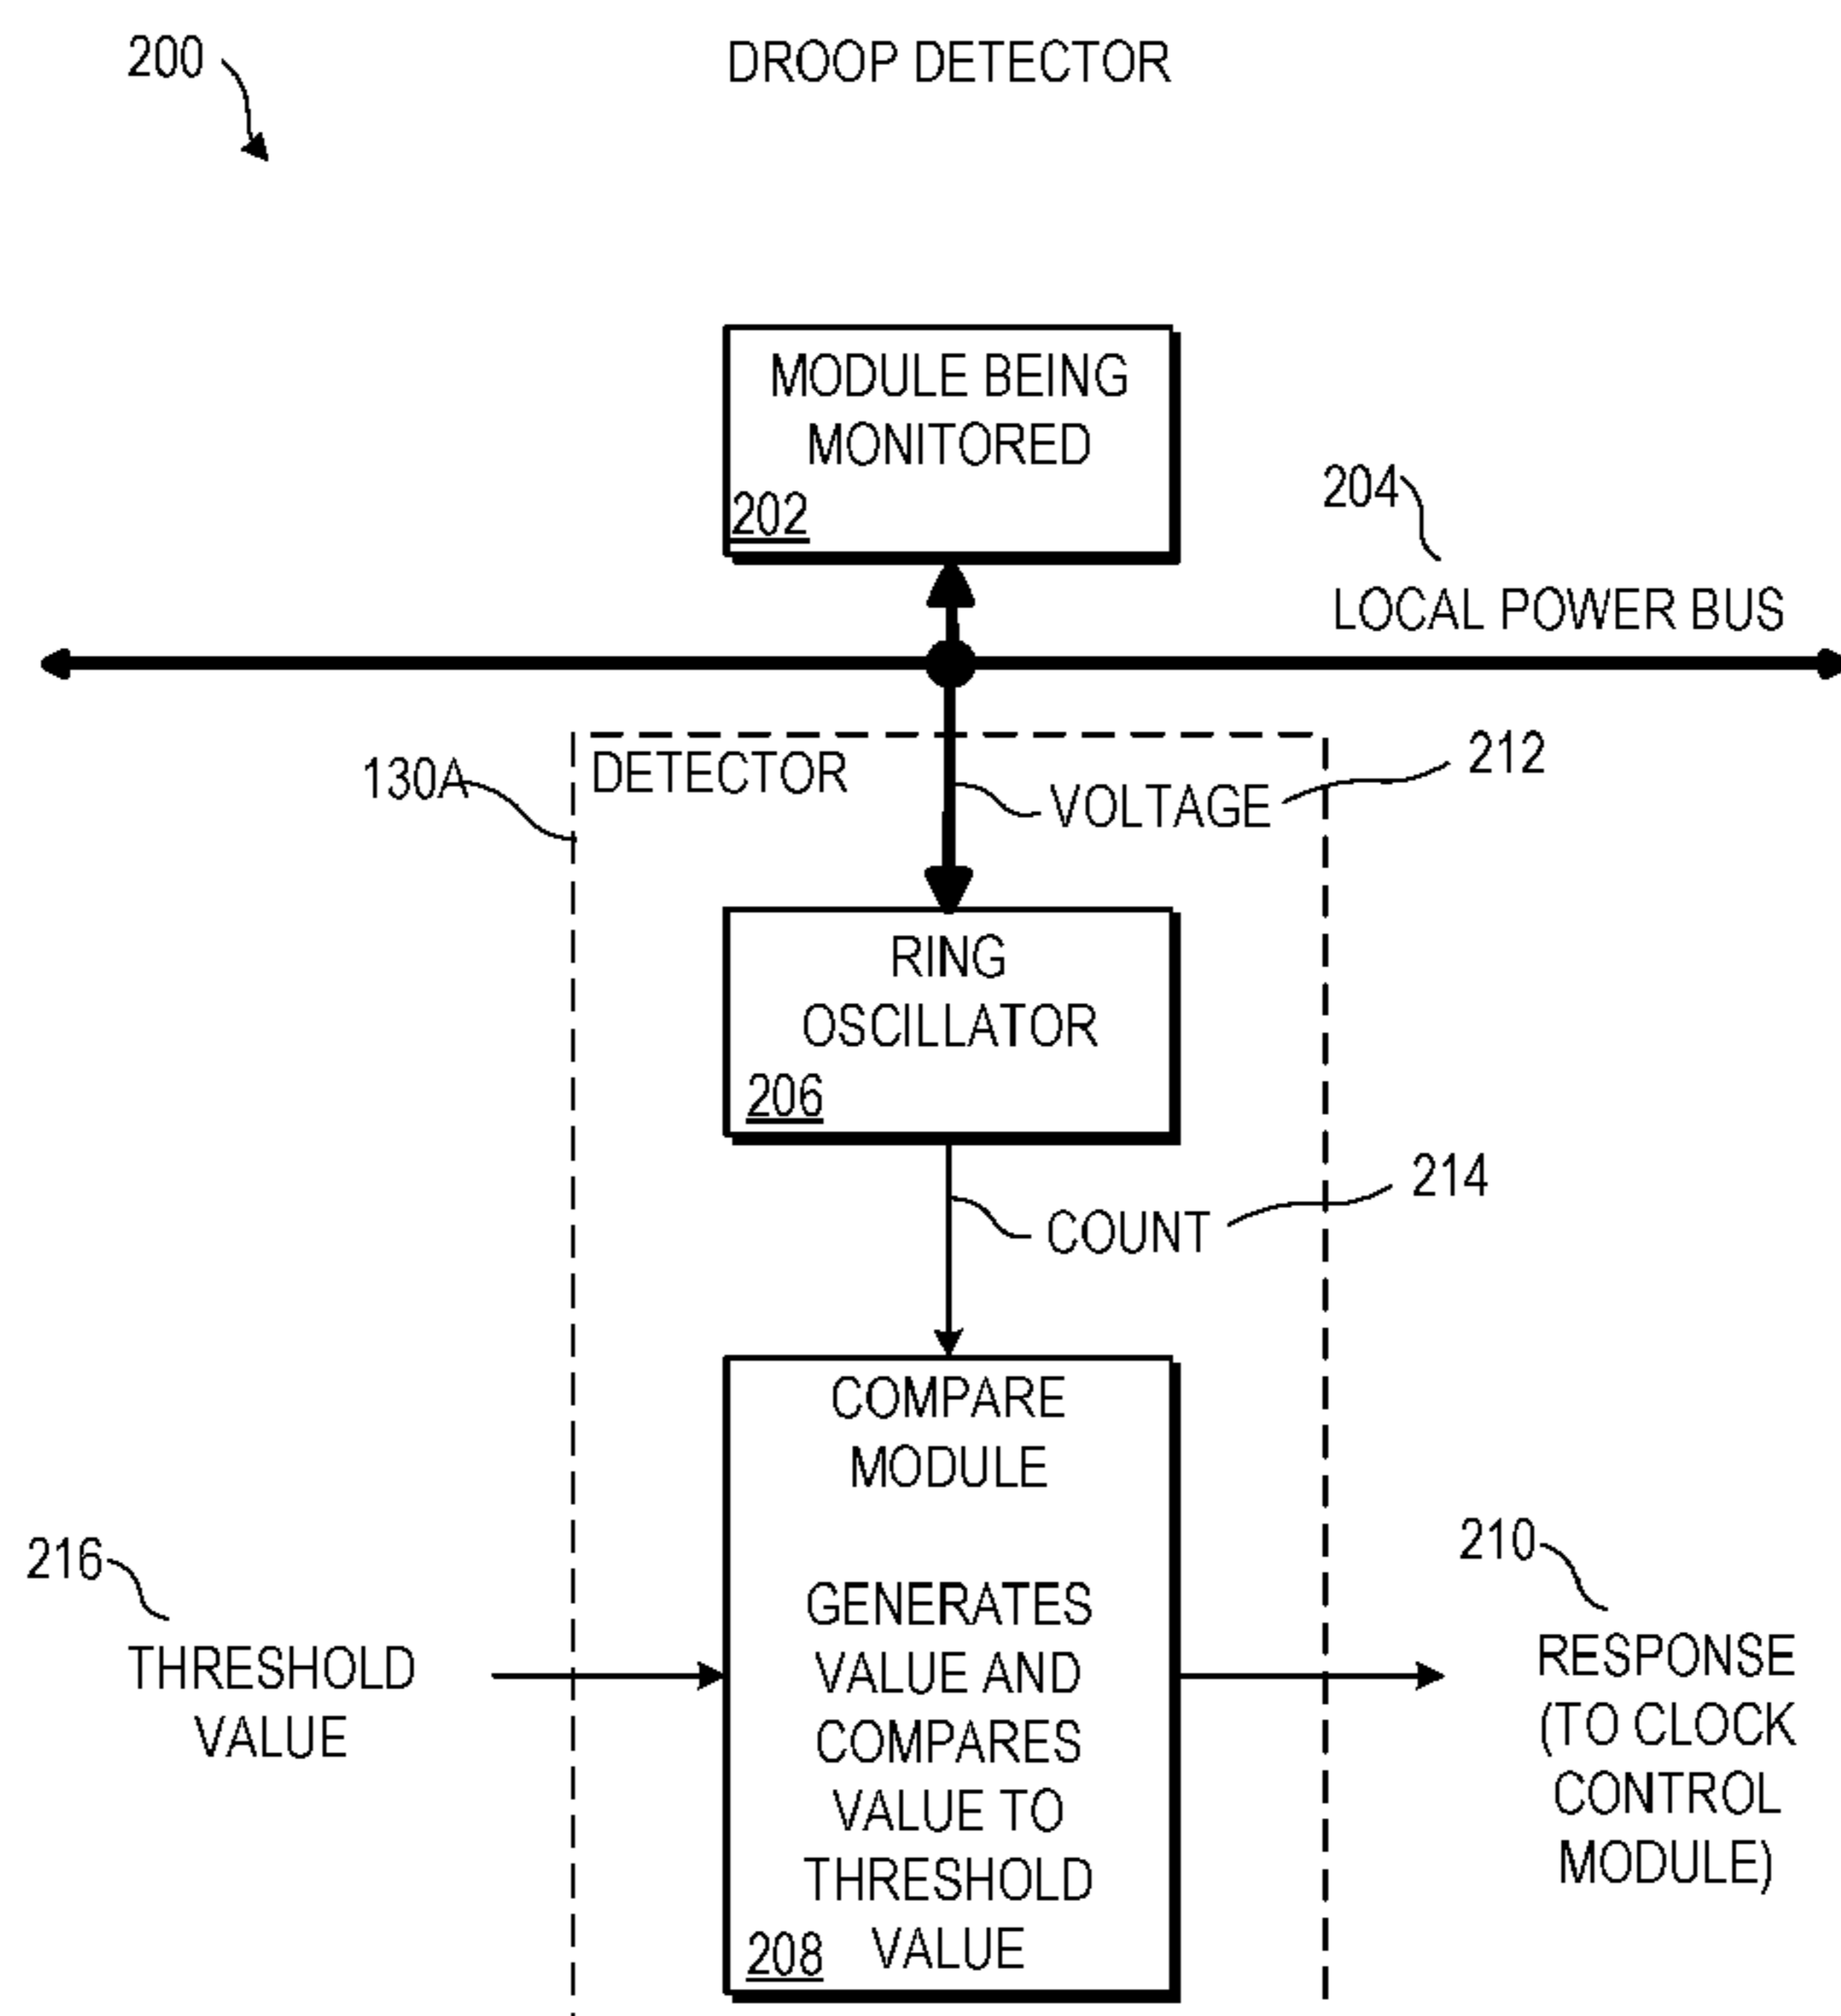 200
DROOP DETECTOR
MODULE BEING
MONITORED
202
204
LOCAL POWER BUS
130A
DETECTOR
VOLTAGE
212
RING
OSCILLATOR
206
COUNT
214
COMPARE
MODULE
GENERATES
VALUE AND
COMPARES
VALUE TO
THRESHOLD
VALUE
208
216
THRESHOLD
VALUE
210
RESPONSE
(TO CLOCK
CONTROL
MODULE)